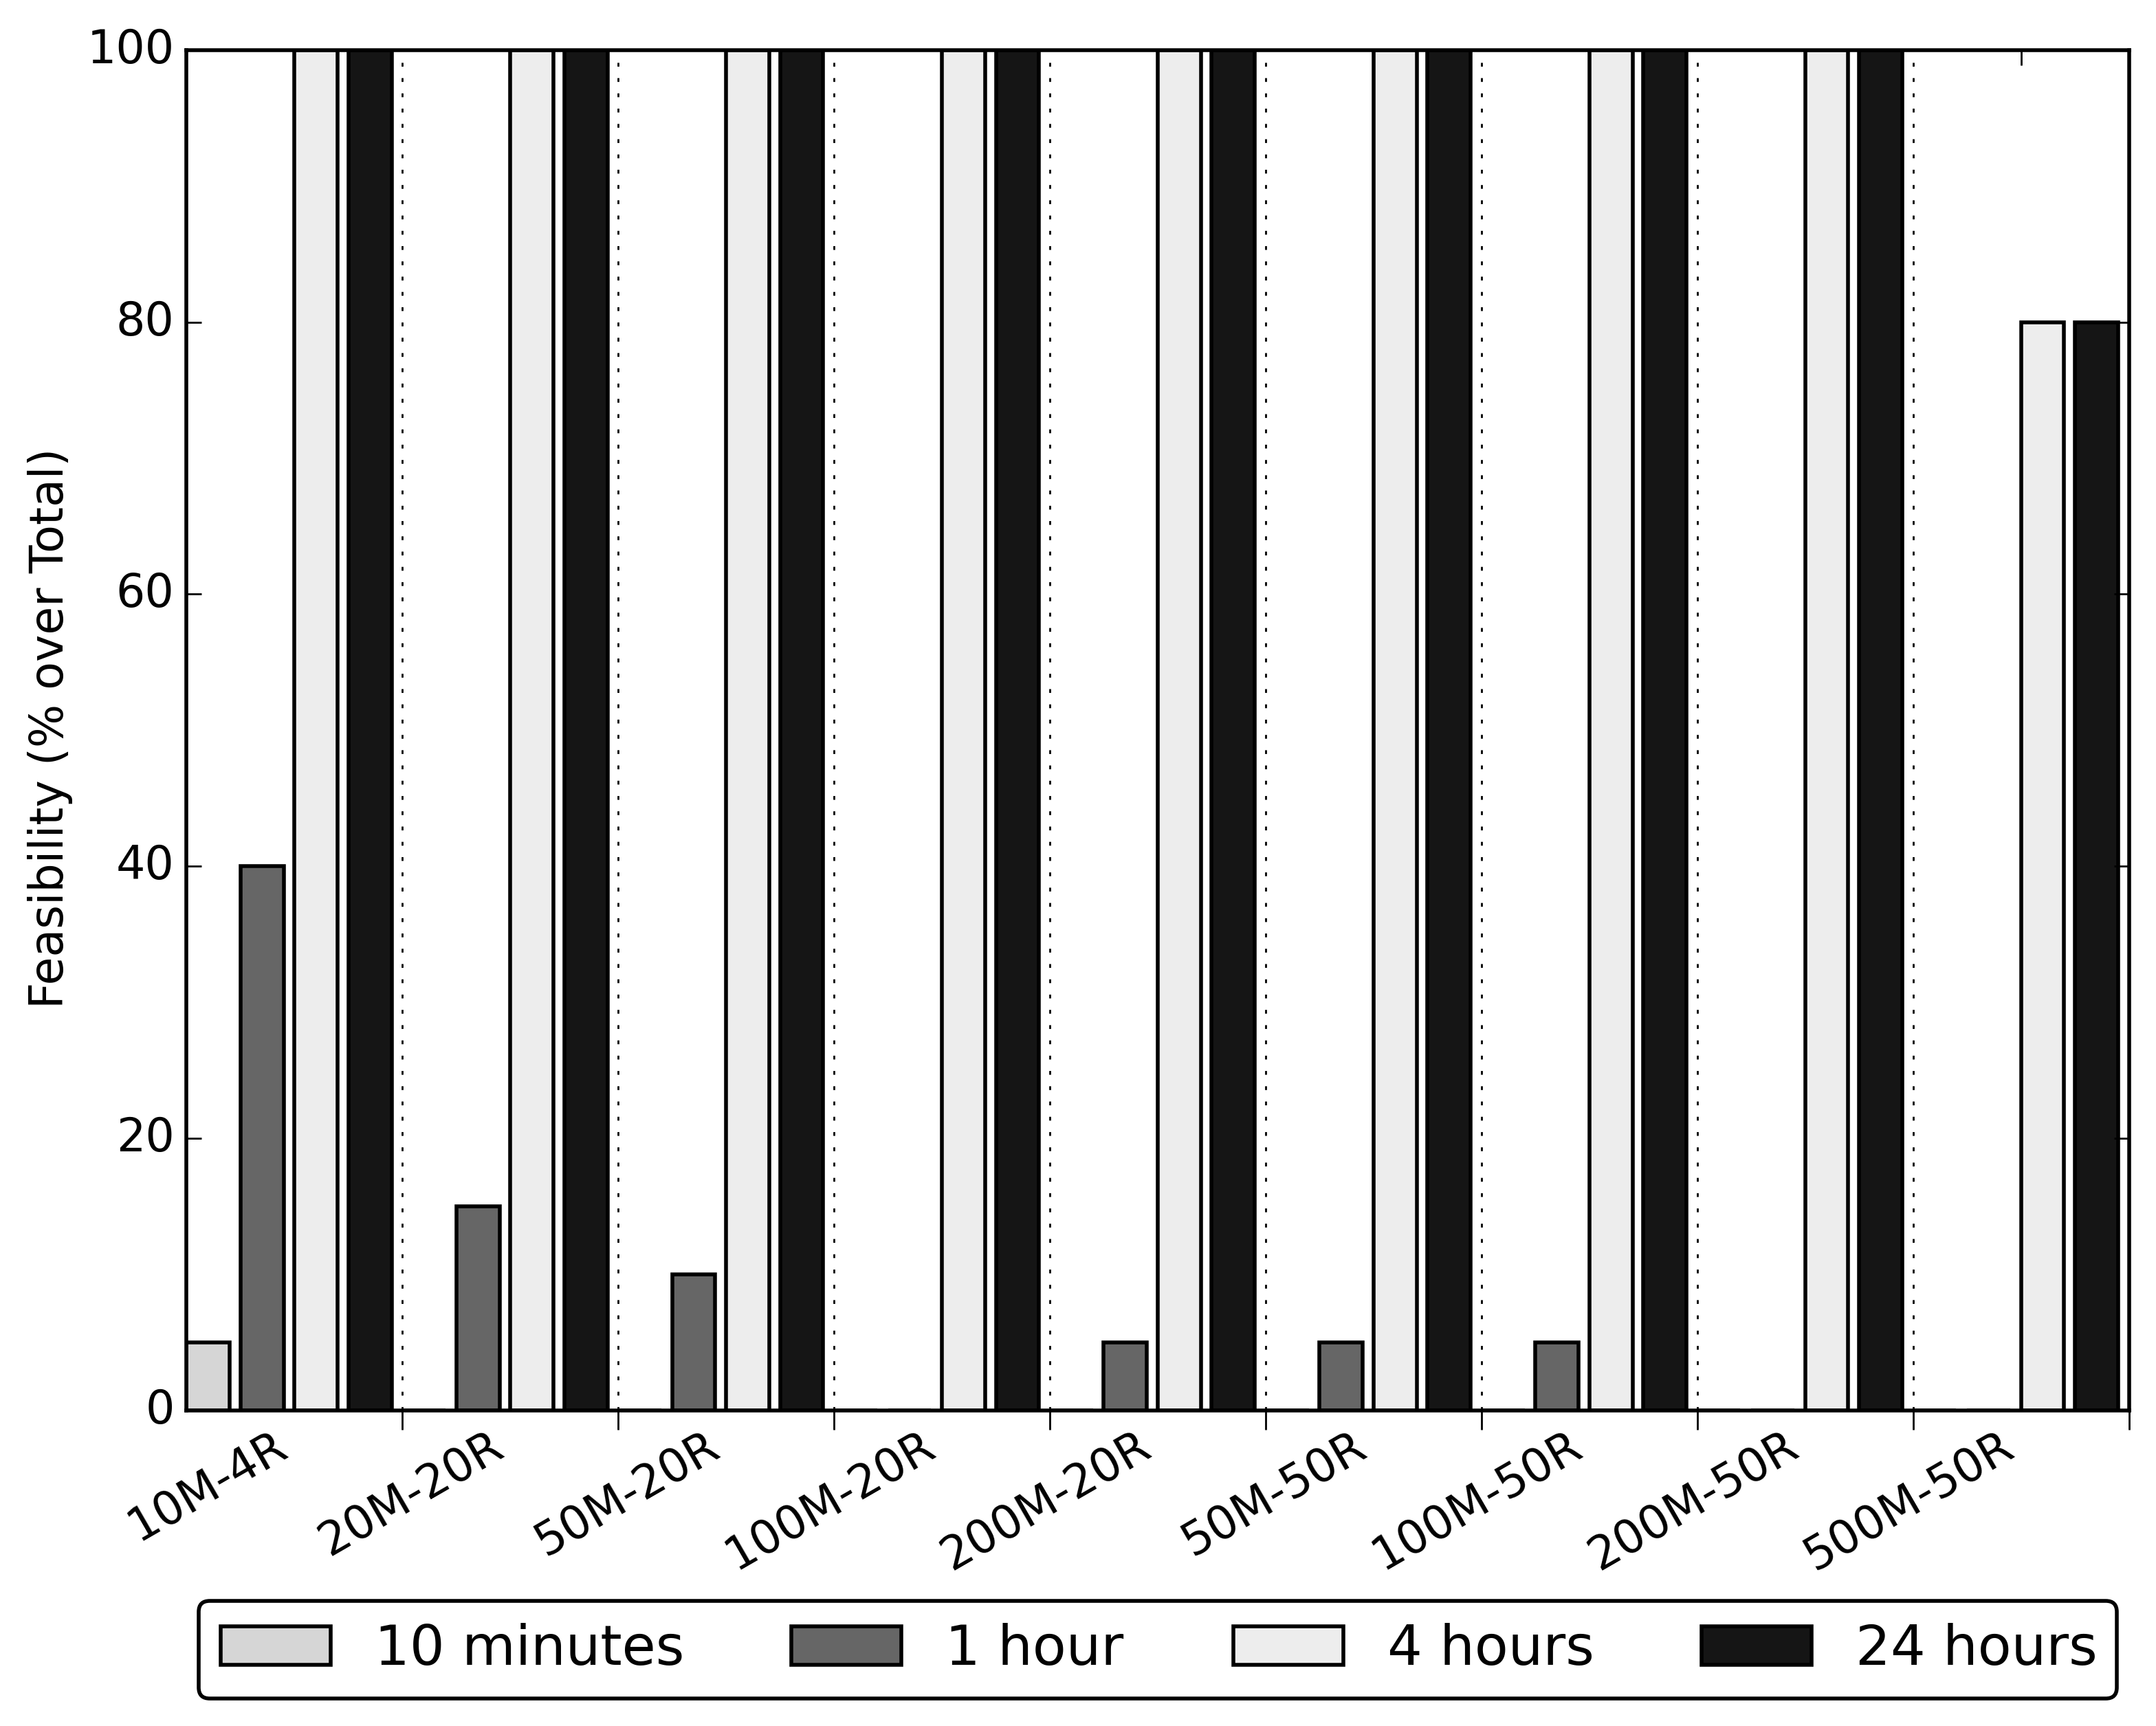 Feasibility (% over Total)
100
80
60
40
20
0
10M-4R
20M-20R
50M-20R
100M-20R
200M-20R
50M-50R
100M-50R
200M-50R
500M-50R
10 minutes 1 hour 4 hours 24 hours